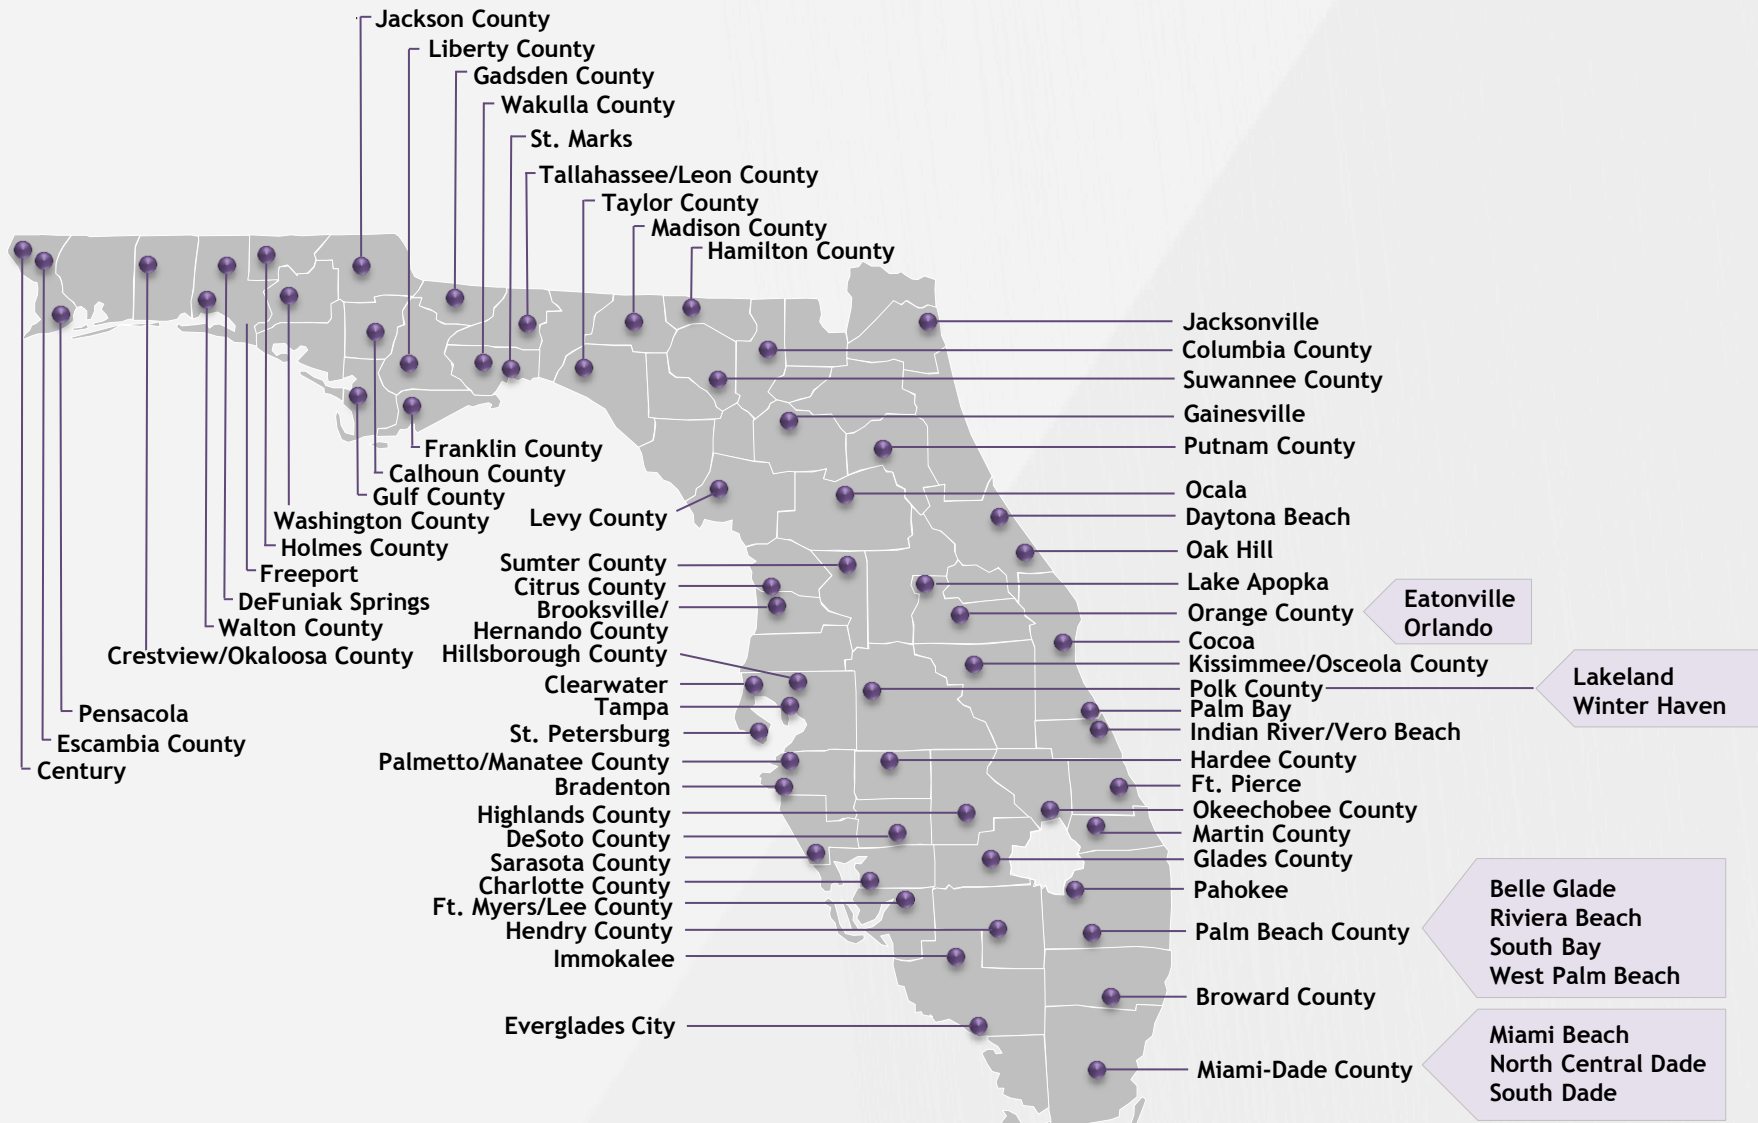 Jackson County
Liberty County
Gadsden County
Wakulla County
St. Marks
Tallahassee/Leon County
Taylor County
Madison County
Hamilton County
Franklin County
Calhoun County
Gulf County
Washington County
Holmes County
Freeport
DeFuniak Springs
Walton County
Crestview/Okaloosa County
Pensacola
Escambia County
Century
Levy County
Sumter County
Citrus County
Brooksville/
Hernando County
Hillsborough County
Clearwater
Tampa
St. Petersburg
Palmetto/Manatee County
Bradenton
Highlands County
DeSoto County
Sarasota County
Charlotte County
Ft. Myers/Lee County
Hendry County
Immokalee
Everglades City
Jacksonville
Columbia County
Suwannee County
Gainesville
Putnam County
Ocala
Daytona Beach
Oak Hill
Lake Apopka
Orange County
Eatonville
Orlando
Cocoa
Kissimmee/Osceola County
Polk County
Lakeland
Winter Haven
Palm Bay
Indian River/Vero Beach
Hardee County
Ft. Pierce
Okeechobee County
Martin County
Glades County
Pahokee
Palm Beach County
Belle Glade
Riviera Beach
South Bay
West Palm Beach
Broward County
Miami-Dade County
Miami Beach
North Central Dade
South Dade